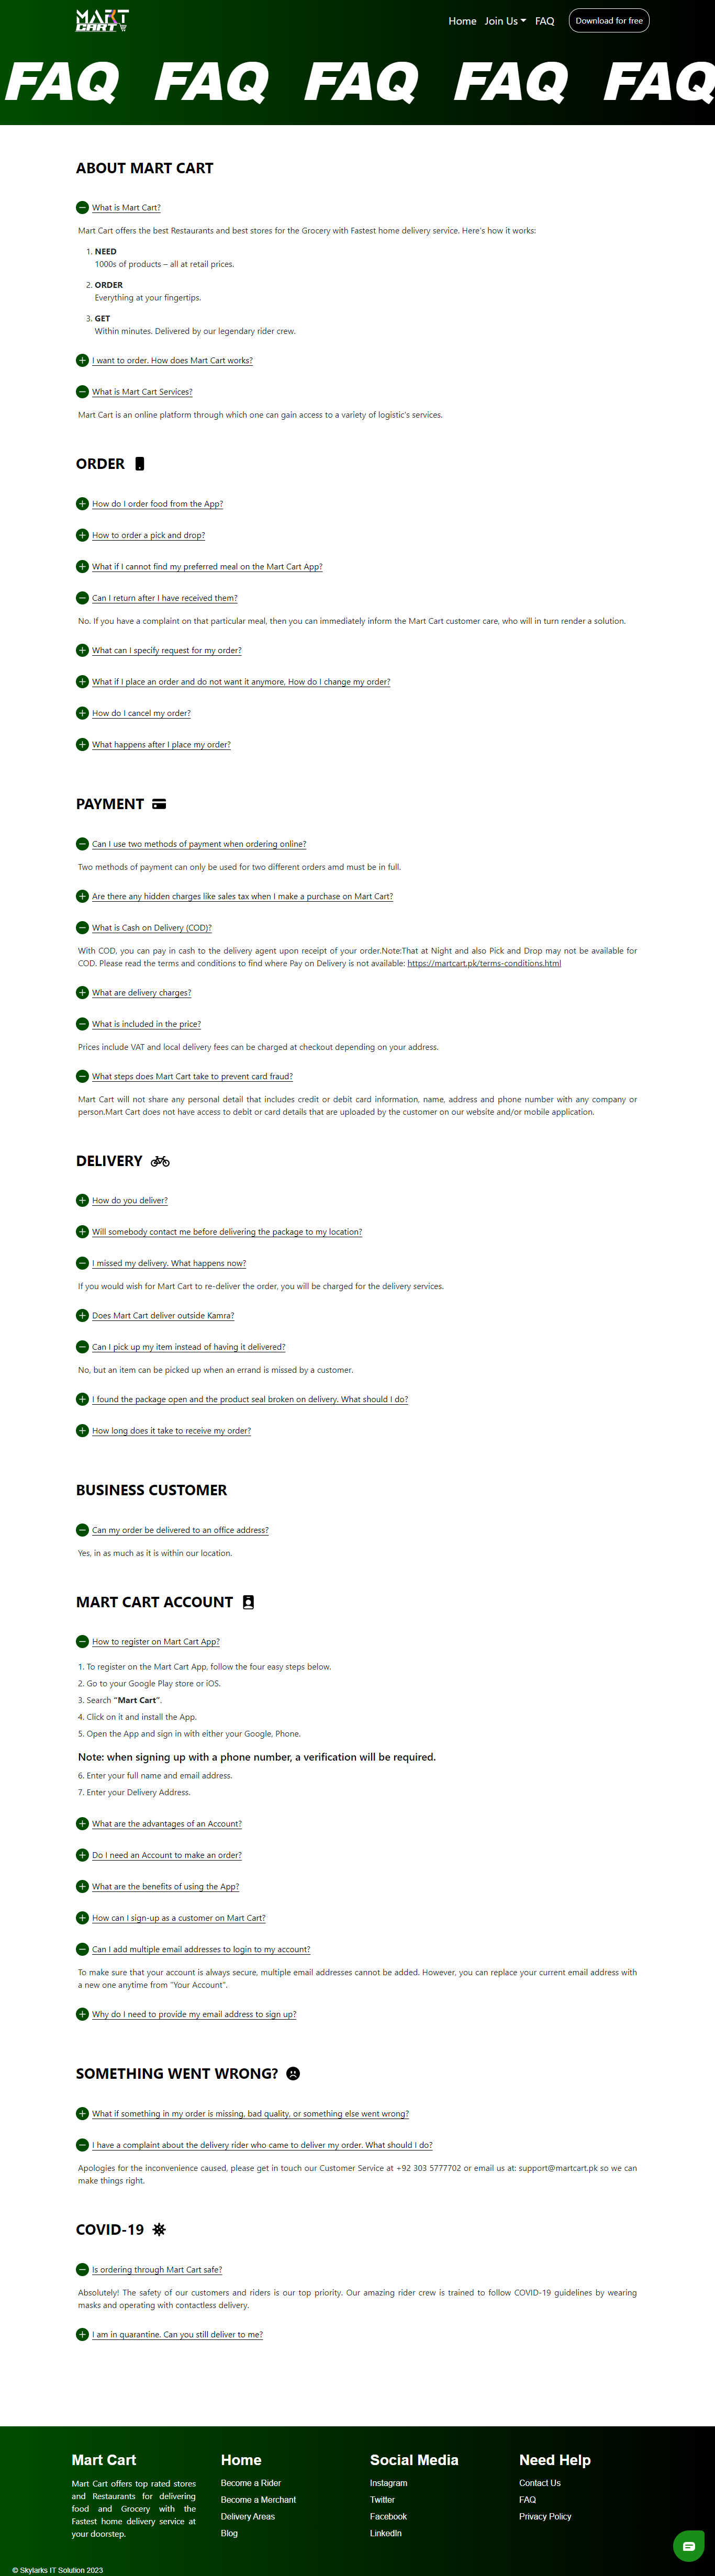 MART
CART
Home
Join Us
FAQ
Download for free
FAQ FAQ FAQ FAQ FAQ
ABOUT MART CART
What is Mart Cart?
Mart Cart offers the best Restaurants and best stores for the Grocery with Fastest home delivery service. Here's how it works:
1. NEED
1000s of products – all at retail prices.
2. ORDER
Everything at your fingertips.
3. GET
Within minutes. Delivered by our legendary rider crew.
I want to order. How does Mart Cart works?
What is Mart Cart Services?
Mart Cart is an online platform through which one can gain access to a variety of logistic's services.
ORDER
How do I order food from the App?
How to order a pick and drop?
What if I cannot find my preferred meal on the Mart Cart App?
Can I return after I have received them?
No. If you have a complaint on that particular meal, then you can immediately inform the Mart Cart customer care, who will in turn render a solution.
What can I specify request for my order?
What if I place an order and do not want it anymore, How do I change my order?
How do I cancel my order?
What happens after I place my order?
PAYMENT
Can I use two methods of payment when ordering online?
Two methods of payment can only be used for two different orders amd must be in full.
Are there any hidden charges like sales tax when I make a purchase on Mart Cart?
What is Cash on Delivery (COD)?
With COD, you can pay in cash to the delivery agent upon receipt of your order.Note:That at Night and also Pick and Drop may not be available for
COD. Please read the terms and conditions to find where Pay on Delivery is not available: https://martcart.pk/terms-conditions.html
What are delivery charges?
What is included in the price?
Prices include VAT and local delivery fees can be charged at checkout depending on your address.
What steps does Mart Cart take to prevent card fraud?
Mart Cart will not share any personal detail that includes credit or debit card information, name, address and phone number with any company or
person.Mart Cart does not have access to debit or card details that are uploaded by the customer on our website and/or mobile application.
DELIVERY
How do you deliver?
Will somebody contact me before delivering the package to my location?
I missed my delivery. What happens now?
If you would wish for Mart Cart to re-deliver the order, you will be charged for the delivery services.
Does Mart Cart deliver outside Kamra?
Can I pick up my item instead of having it delivered?
No, but an item can be picked up when an errand is missed by a customer.
I found the package open and the product seal broken on delivery. What should I do?
How long does it take to receive my order?
BUSINESS CUSTOMER
Can my order be delivered to an office address?
Yes, in as much as it is within our location.
MART CART ACCOUNT
How to register on Mart Cart App?
1. To register on the Mart Cart App, follow the four easy steps below.
2. Go to your Google Play store or iOS.
3. Search “Mart Cart”.
4. Click on it and install the App.
5. Open the App and sign in with either your Google, Phone.
Note: when signing up with a phone number, a verification will be required.
6. Enter your full name and email address.
7. Enter your Delivery Address.
What are the advantages of an Account?
Do I need an Account to make an order?
What are the benefits of using the App?
How can I sign-up as a customer on Mart Cart?
Can I add multiple email addresses to login to my account?
To make sure that your account is always secure, multiple email addresses cannot be added. However, you can replace your current email address with
a new one anytime from “Your Account”.
Why do I need to provide my email address to sign up?
SOMETHING WENT WRONG?
What if something in my order is missing, bad quality, or something else went wrong?
I have a complaint about the delivery rider who came to deliver my order. What should I do?
Apologies for the inconvenience caused, please get in touch our Customer Service at +92 303 5777702 or email us at: support@martcart.pk so we can
make things right.
COVID-19
Is ordering through Mart Cart safe?
Absolutely! The safety of our customers and riders is our top priority. Our amazing rider crew is trained to follow COVID-19 guidelines by wearing
masks and operating with contactless delivery.
I am in quarantine. Can you still deliver to me?
Mart Cart
Mart Cart offers top rated stores
and Restaurants for delivering
food and Grocery with the
Fastest home delivery service at
your doorstep.
Home
Become a Rider
Become a Merchant
Delivery Areas
Blog
Social Media
Instagram
Twitter
Facebook
LinkedIn
Need Help
Contact Us
FAQ
Privacy Policy
© Skylarks IT Solution 2023